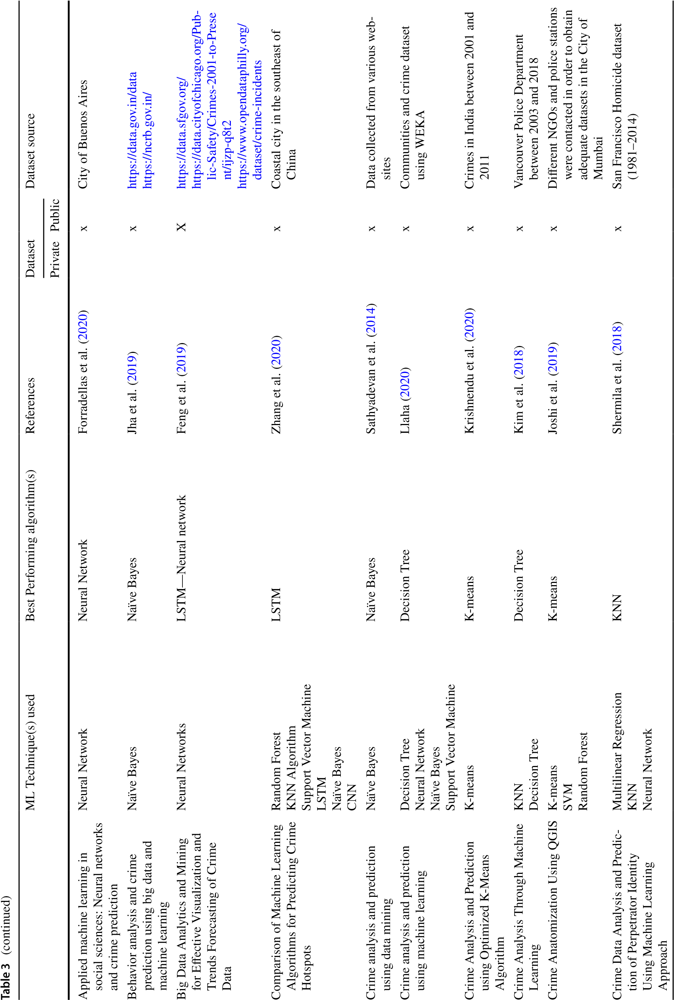 Table 3 (continued)
ML Technique(s) used
Best Performing algorithm(s)
References
Dataset
Dataset source
Private
Public
Applied machine learning in
social sciences: Neural networks
and crime prediction
Neural Network
Neural Network
Forradellas et al. (2020)
x
City of Buenos Aires
Behavior analysis and crime
prediction using big data and
machine learning
Naïve Bayes
Naïve Bayes
Jha et al. (2019)
x
https://data.gov.in/data
https://ncrb.gov.in/
Big Data Analytics and Mining
for Effective Visualization and
Trends Forecasting of Crime
Data
Neural Networks
LSTM—Neural network
Feng et al. (2019)
X
https://data.sfgov.org/
https://data.cityofchicago.org/Pub-
lic-Safety/Crimes-2001-to-Prese
nt/ijzp-q8t2
https://www.opendataphilly.org/
dataset/crime-incidents
Comparison of Machine Learning
Algorithms for Predicting Crime
Hotspots
Random Forest
KNN Algorithm
Support Vector Machine
LSTM
Naïve Bayes
CNN
LSTM
Zhang et al. (2020)
x
Coastal city in the southeast of
China
Crime analysis and prediction
using data mining
Naïve Bayes
Naïve Bayes
Sathyadevan et al. (2014)
x
Data collected from various web-
sites
Crime analysis and prediction
using machine learning
Decision Tree
Neural Network
Naïve Bayes
Support Vector Machine
Decision Tree
Llaha (2020)
x
Communities and crime dataset
using WEKA
Crime Analysis and Prediction
using Optimized K-Means
Algorithm
K-means
K-means
Krishnendu et al. (2020)
x
Crimes in India between 2001 and
2011
Crime Analysis Through Machine
Learning
KNN
Decision Tree
Decision Tree
Kim et al. (2018)
x
Vancouver Police Department
between 2003 and 2018
Crime Anatomization Using QGIS
K-means
SVM
Random Forest
K-means
Joshi et al. (2019)
x
Different NGOs and police stations
were contacted in order to obtain
adequate datasets in the City of
Mumbai
Crime Data Analysis and Predic-
tion of Perpetrator Identity
Using Machine Learning
Approach
Multilinear Regression
KNN
Neural Network
KNN
Shermila et al. (2018)
x
San Francisco Homicide dataset
(1981–2014)